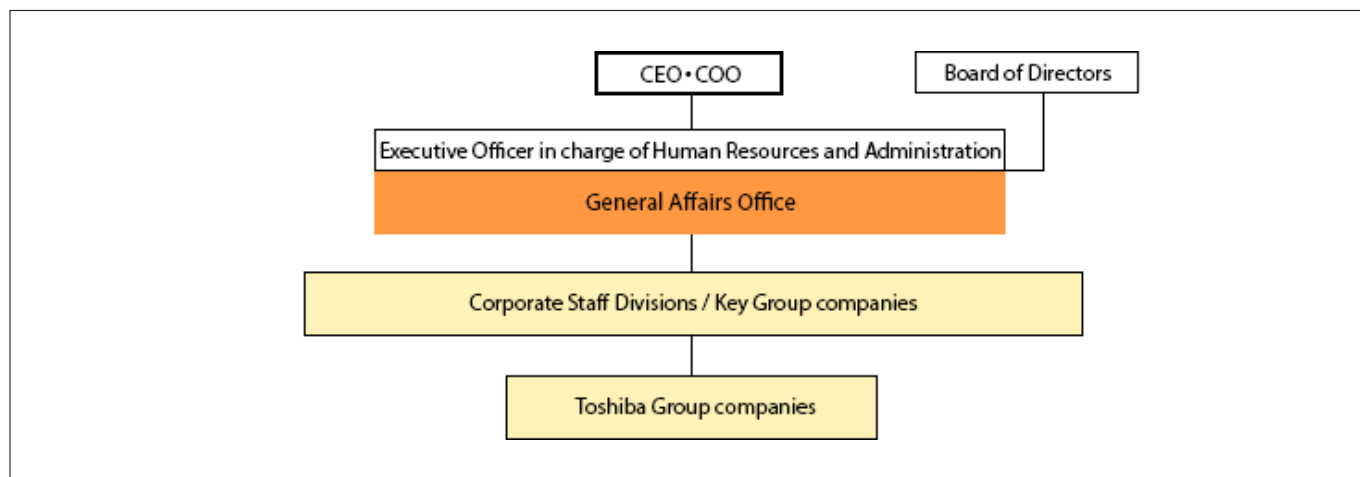 CEO・COO
Board of Directors
Executive Officer in charge of Human Resources and Administration
General Affairs Office
Corporate Staff Divisions / Key Group companies
Toshiba Group companies